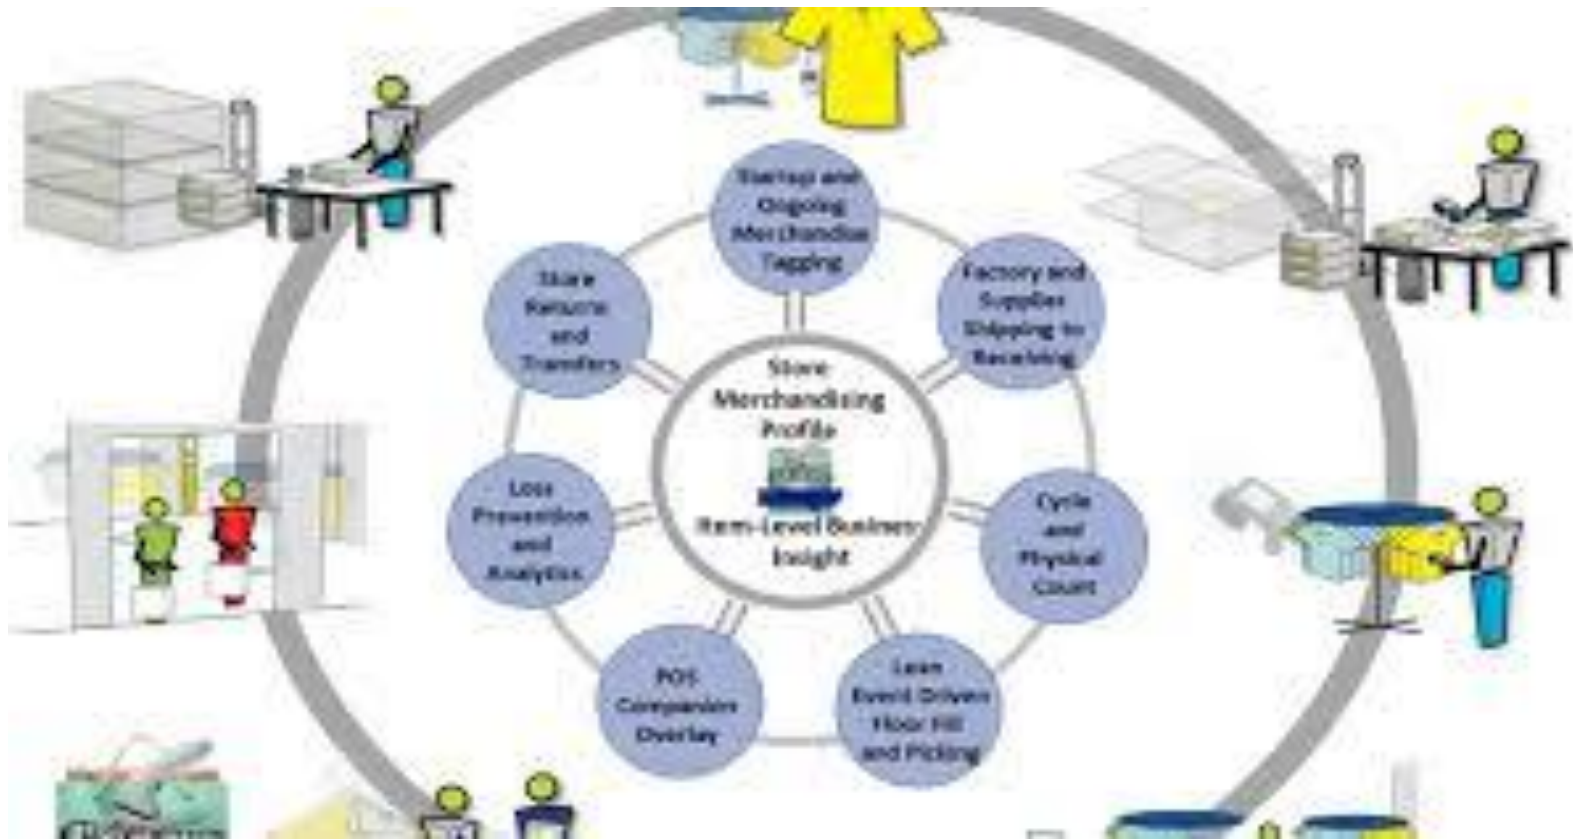 Startup and
Ongoing
Merchandise
Tagging
Factory and
Supplier
Shipping to
Receiving
Cycle
and
Physical
Count
Lean
Event Driven
Floor Fill
and Picking
POS
Companion
Overlay
Loss
Prevention
and
Analytics
Store
Returns
and
Transfers
Store
Merchandising
Profile
Item-Level Business
Insight